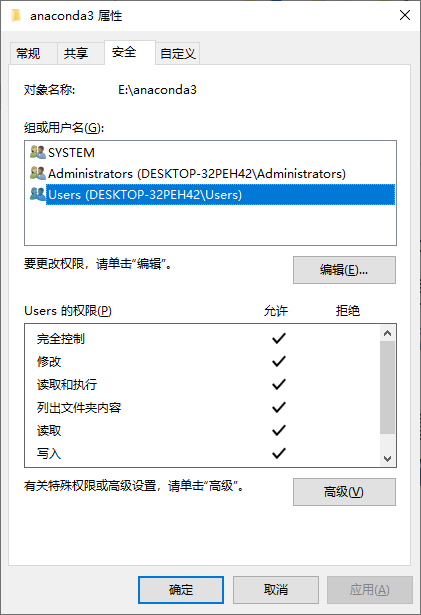 anaconda3 属性
常规 共享 安全 自定义
对象名称: E:\anaconda3
组或用户名(G):
SYSTEM
Administrators (DESKTOP-32PEH42\Administrators)
Users (DESKTOP-32PEH42\Users)
要更改权限，请单击“编辑”。
编辑(E)...
Users 的权限(P) 允许 拒绝
完全控制
修改
读取和执行
列出文件夹内容
读取
写入
有关特殊权限或高级设置，请单击“高级”。
高级(V)
确定 取消 应用(A)